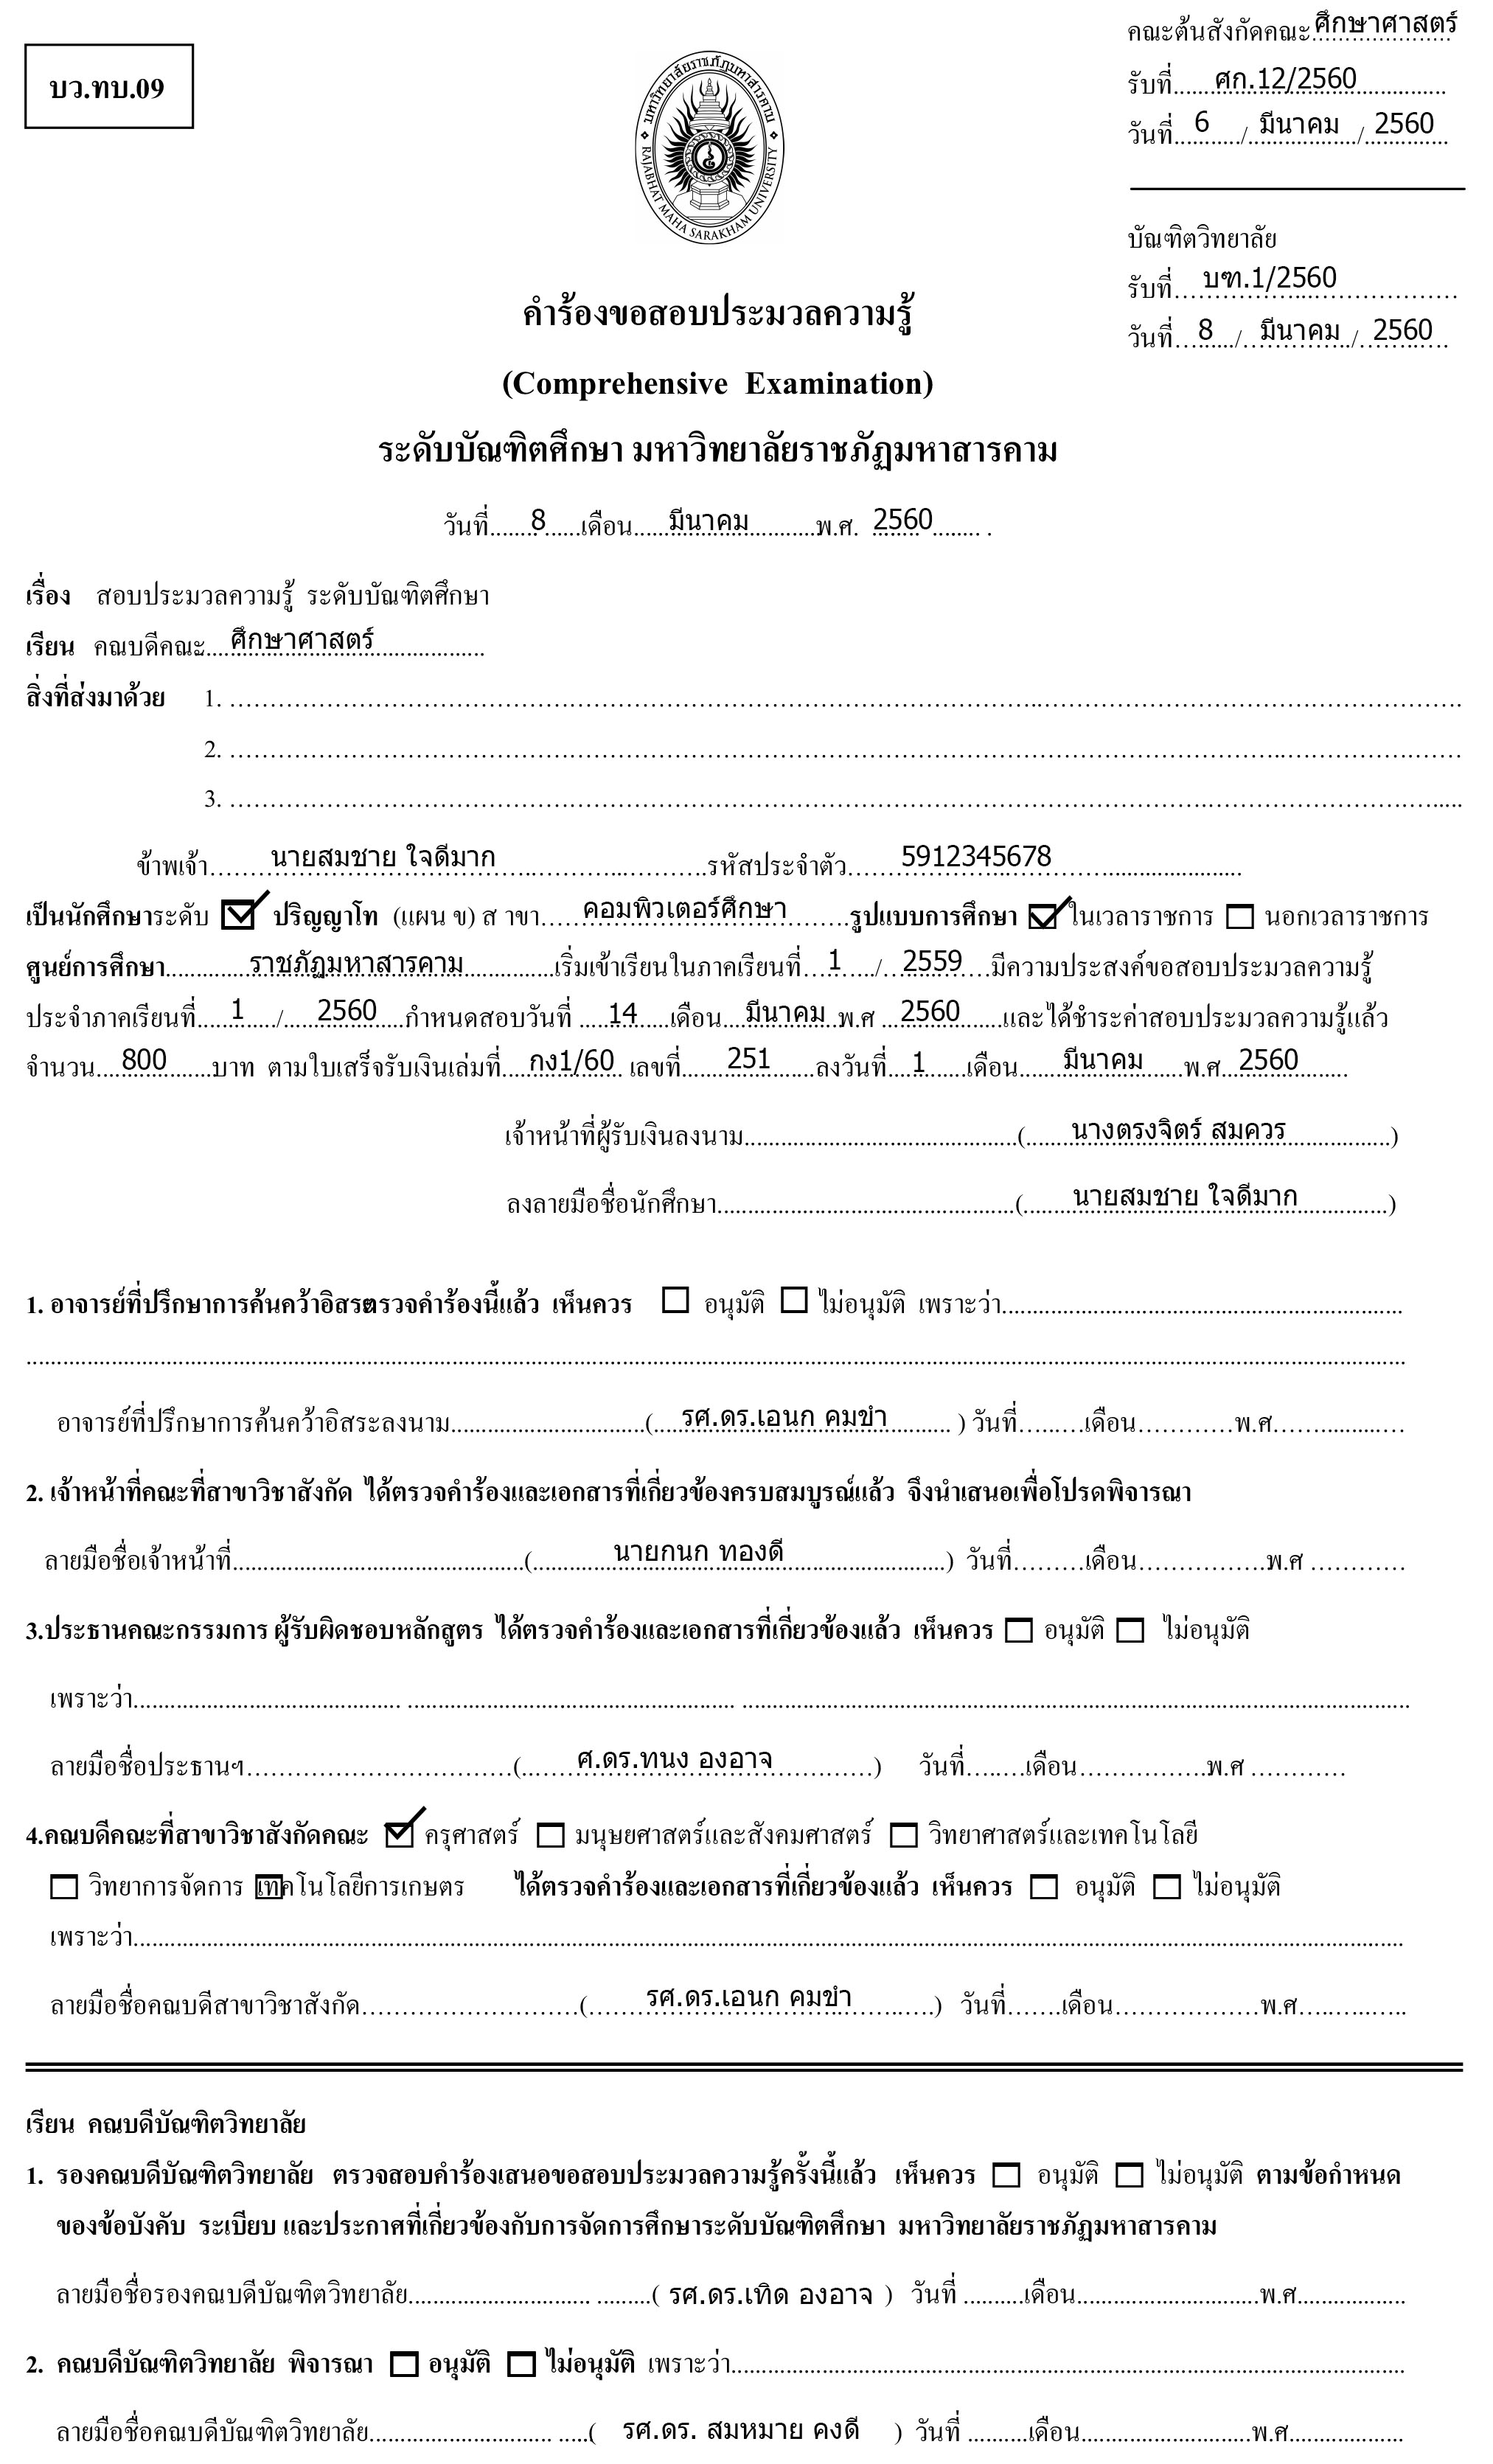 คณะต้นสังกัดคณะ.ศึกษาศาสตร์
บว.ทบ.09
รับที่....ศก.12/2560....
วันที่...6.../...มีนาคม.../...2560...
มหาวิทยาลัยราชภัฏมหาสารคาม
RAJABHAT MAHA SARAKHAM UNIVERSITY
บัณฑิตวิทยาลัย
รับที่...บฑ.1/2560...
วันที่...8.../...มีนาคม.../...2560...
คำร้องขอสอบประมวลความรู้
(Comprehensive Examination)
ระดับบัณฑิตศึกษา มหาวิทยาลัยราชภัฏมหาสารคาม
วันที่...8...เดือน...มีนาคม...พ.ศ. ...2560... .
เรื่อง สอบประมวลความรู้ ระดับบัณฑิตศึกษา
เรียน คณบดีคณะ...ศึกษาศาสตร์...
สิ่งที่ส่งมาด้วย 1. ...
2. ...
3. ...
ข้าพเจ้า...นายสมชาย ใจดีมาก...รหัสประจำตัว...5912345678...
เป็นนักศึกษาระดับ ☑ ปริญญาโท (แผน ข) ส าขา...คอมพิวเตอร์ศึกษา...รูปแบบการศึกษา ☑ ในเวลาราชการ ☐ นอกเวลาราชการ
ศูนย์การศึกษา...ราชภัฏมหาสารคาม...เริ่มเข้าเรียนในภาคเรียนที่...1.../...2559...มีความประสงค์ขอสอบประมวลความรู้
ประจำภาคเรียนที่...1.../...2560...กำหนดสอบวันที่ ...14...เดือน...มีนาคม...พ.ศ ...2560...และได้ชำระค่าสอบประมวลความรู้แล้ว
จำนวน...800...บาท ตามใบเสร็จรับเงินเล่มที่...กง1/60... เลขที่...251...ลงวันที่...1...เดือน...มีนาคม...พ.ศ...2560...
เจ้าหน้าที่ผู้รับเงินลงนาม...(...นางตรงจิตร์ สมควร...)
ลงลายมือชื่อนักศึกษา...(...นายสมชาย ใจดีมาก...)
1. อาจารย์ที่ปรึกษาการค้นคว้าอิสระตรวจคำร้องนี้แล้ว เห็นควร ☐ อนุมัติ ☐ ไม่อนุมัติ เพราะว่า...
...
อาจารย์ที่ปรึกษาการค้นคว้าอิสระลงนาม...(...รศ.ดร.เอนก คมขำ... ) วันที่...เดือน...พ.ศ...
2. เจ้าหน้าที่คณะที่สาขาวิชาสังกัด ได้ตรวจคำร้องและเอกสารที่เกี่ยวข้องครบสมบูรณ์แล้ว จึงนำเสนอเพื่อโปรดพิจารณา
ลายมือชื่อเจ้าหน้าที่...(...นายกนก ทองดี...) วันที่...เดือน...พ.ศ ...
3.ประธานคณะกรรมการ ผู้รับผิดชอบหลักสูตร ได้ตรวจคำร้องและเอกสารที่เกี่ยวข้องแล้ว เห็นควร ☐ อนุมัติ ☐ ไม่อนุมัติ
เพราะว่า...
ลายมือชื่อประธานฯ...(...ศ.ดร.ทนง องอาจ...) วันที่...เดือน...พ.ศ ...
4.คณบดีคณะที่สาขาวิชาสังกัดคณะ ☑ ครุศาสตร์ ☐ มนุษยศาสตร์และสังคมศาสตร์ ☐ วิทยาศาสตร์และเทคโนโลยี
☐ วิทยาการจัดการ ☐ เทคโนโลยีการเกษตร ได้ตรวจคำร้องและเอกสารที่เกี่ยวข้องแล้ว เห็นควร ☐ อนุมัติ ☐ ไม่อนุมัติ
เพราะว่า...
ลายมือชื่อคณบดีสาขาวิชาสังกัด...(...รศ.ดร.เอนก คมขำ...) วันที่...เดือน...พ.ศ...
เรียน คณบดีบัณฑิตวิทยาลัย
1. รองคณบดีบัณฑิตวิทยาลัย ตรวจสอบคำร้องเสนอขอสอบประมวลความรู้ครั้งนี้แล้ว เห็นควร ☐ อนุมัติ ☐ ไม่อนุมัติ ตามข้อกำหนด
ของข้อบังคับ ระเบียบ และประกาศที่เกี่ยวข้องกับการจัดการศึกษาระดับบัณฑิตศึกษา มหาวิทยาลัยราชภัฏมหาสารคาม
ลายมือชื่อรองคณบดีบัณฑิตวิทยาลัย... ...( รศ.ดร.เทิด องอาจ ) วันที่ ...เดือน...พ.ศ...
2. คณบดีบัณฑิตวิทยาลัย พิจารณา ☐ อนุมัติ ☐ ไม่อนุมัติ เพราะว่า...
ลายมือชื่อคณบดีบัณฑิตวิทยาลัย... ...( รศ.ดร. สมหมาย คงดี ) วันที่ ...เดือน...พ.ศ...